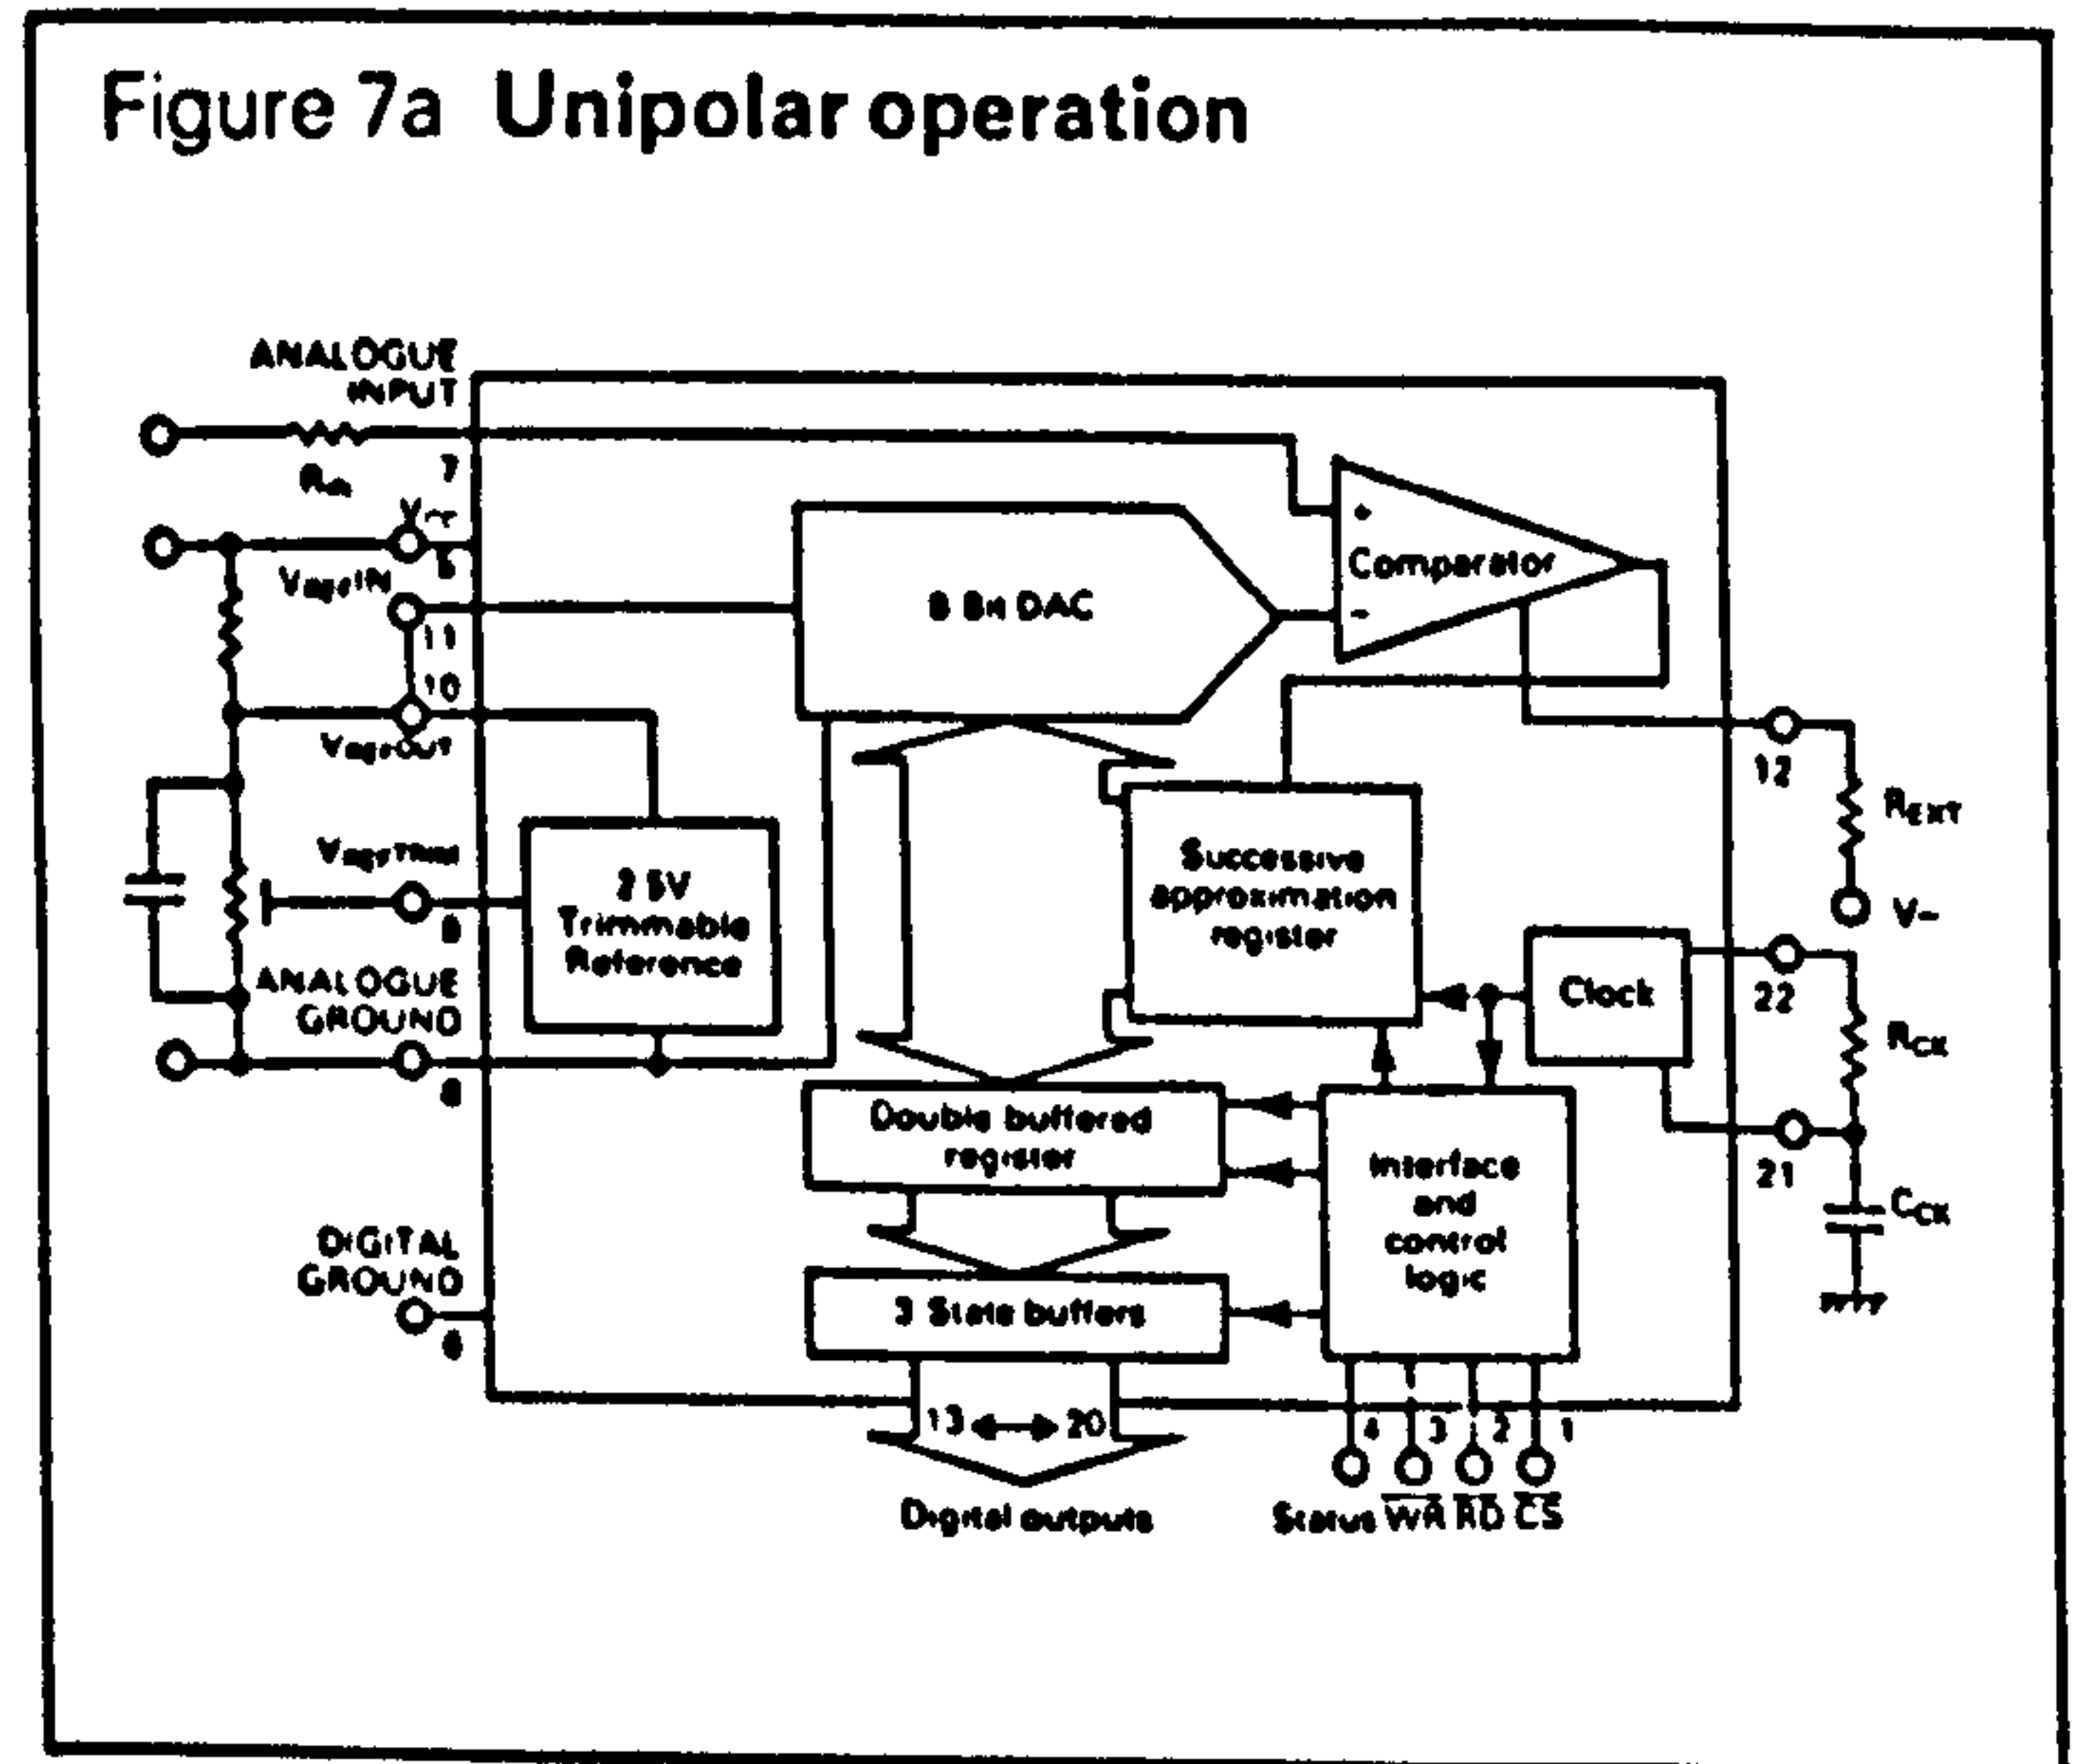 Figure 7a Unipolar operation
ANALOGUE
INPUT
7
11
10
12
8 Bit DAC
Comparator
+
-
2 5V
Trimmable
Reference
Successive
approximation
register
Clock
V-
22
21
ANALOGUE
GROUND
Double buffered
register
Interface
and
control
logic
DIGITAL
GROUND
3 State buffers
13 20
4 3 2 1
Digital outputs
Status WR RD CS
REXT
RCK
CCK